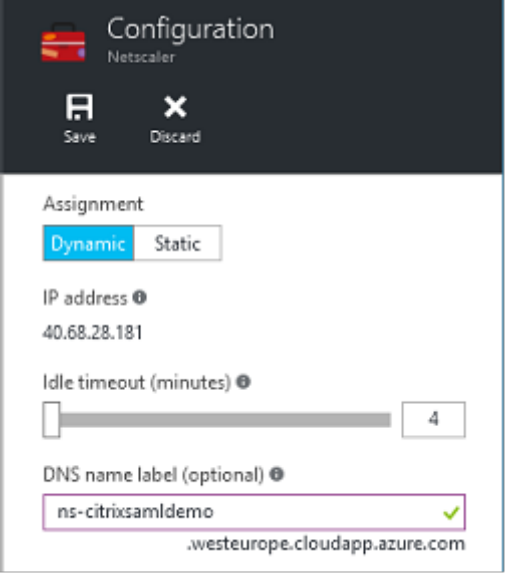 Configuration
Netscaler
Save Discard
Assignment
Dynamic Static
IP address
40.68.28.181
Idle timeout (minutes)
4
DNS name label (optional)
ns-citrixsamldemo
.westeurope.cloudapp.azure.com